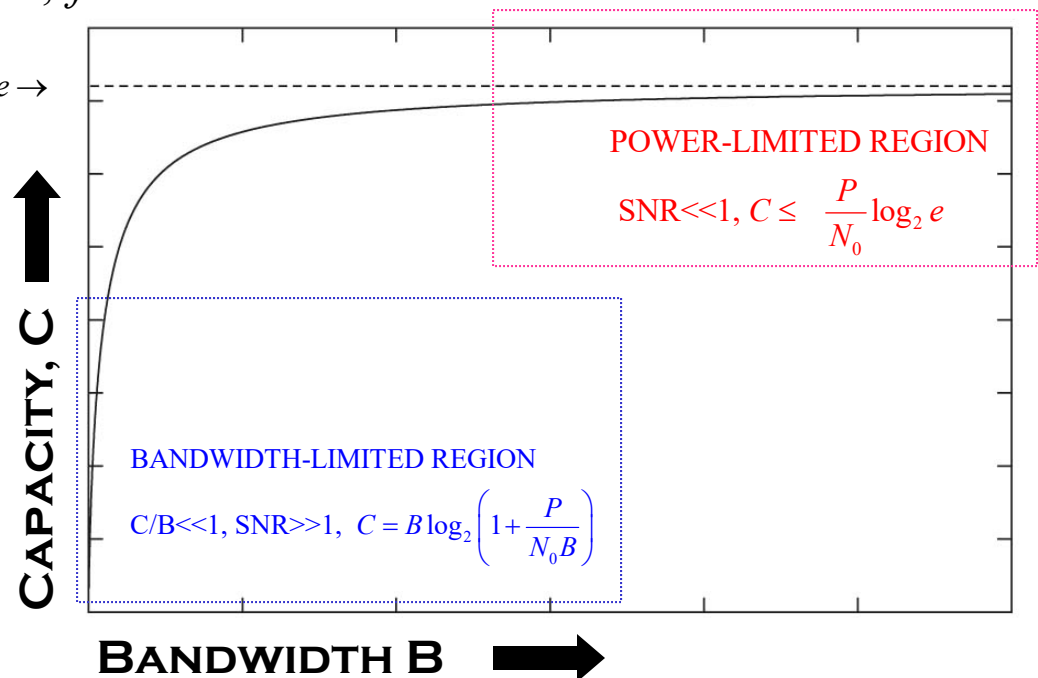 e →
POWER-LIMITED REGION
SNR<<1, C ≤ P/N₀ log₂ e
BANDWIDTH-LIMITED REGION
C/B<<1, SNR>>1, C = B log₂(1+P/(N₀B))
CAPACITY, C
BANDWIDTH B